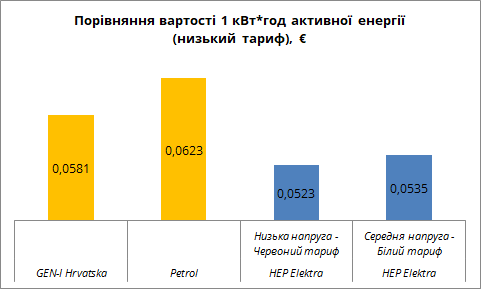 Порівняння вартості 1 кВт*год активної енергії
(низький тариф), €
0,0581
0,0623
0,0523
0,0535
Низька напруга -
Червоний тариф
Середня напруга -
Білий тариф
GEN-I Hrvatska
Petrol
HEP Elektra
HEP Elektra